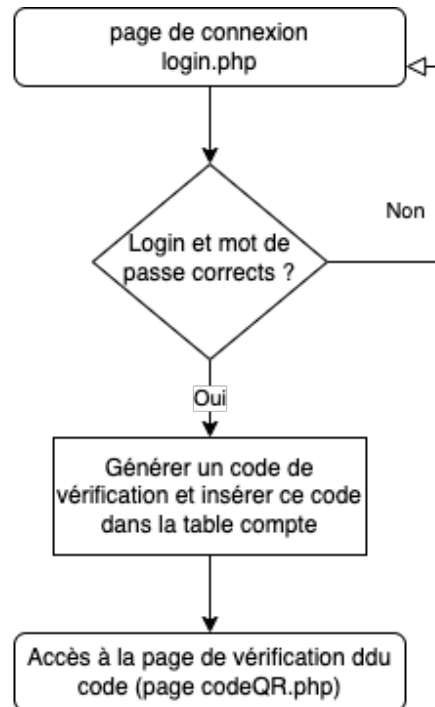 page de connexion
login.php
Non
Login et mot de
passe corrects ?
Oui
Générer un code de
vérification et insérer ce code
dans la table compte
Accès à la page de vérification ddu
code (page codeQR.php)